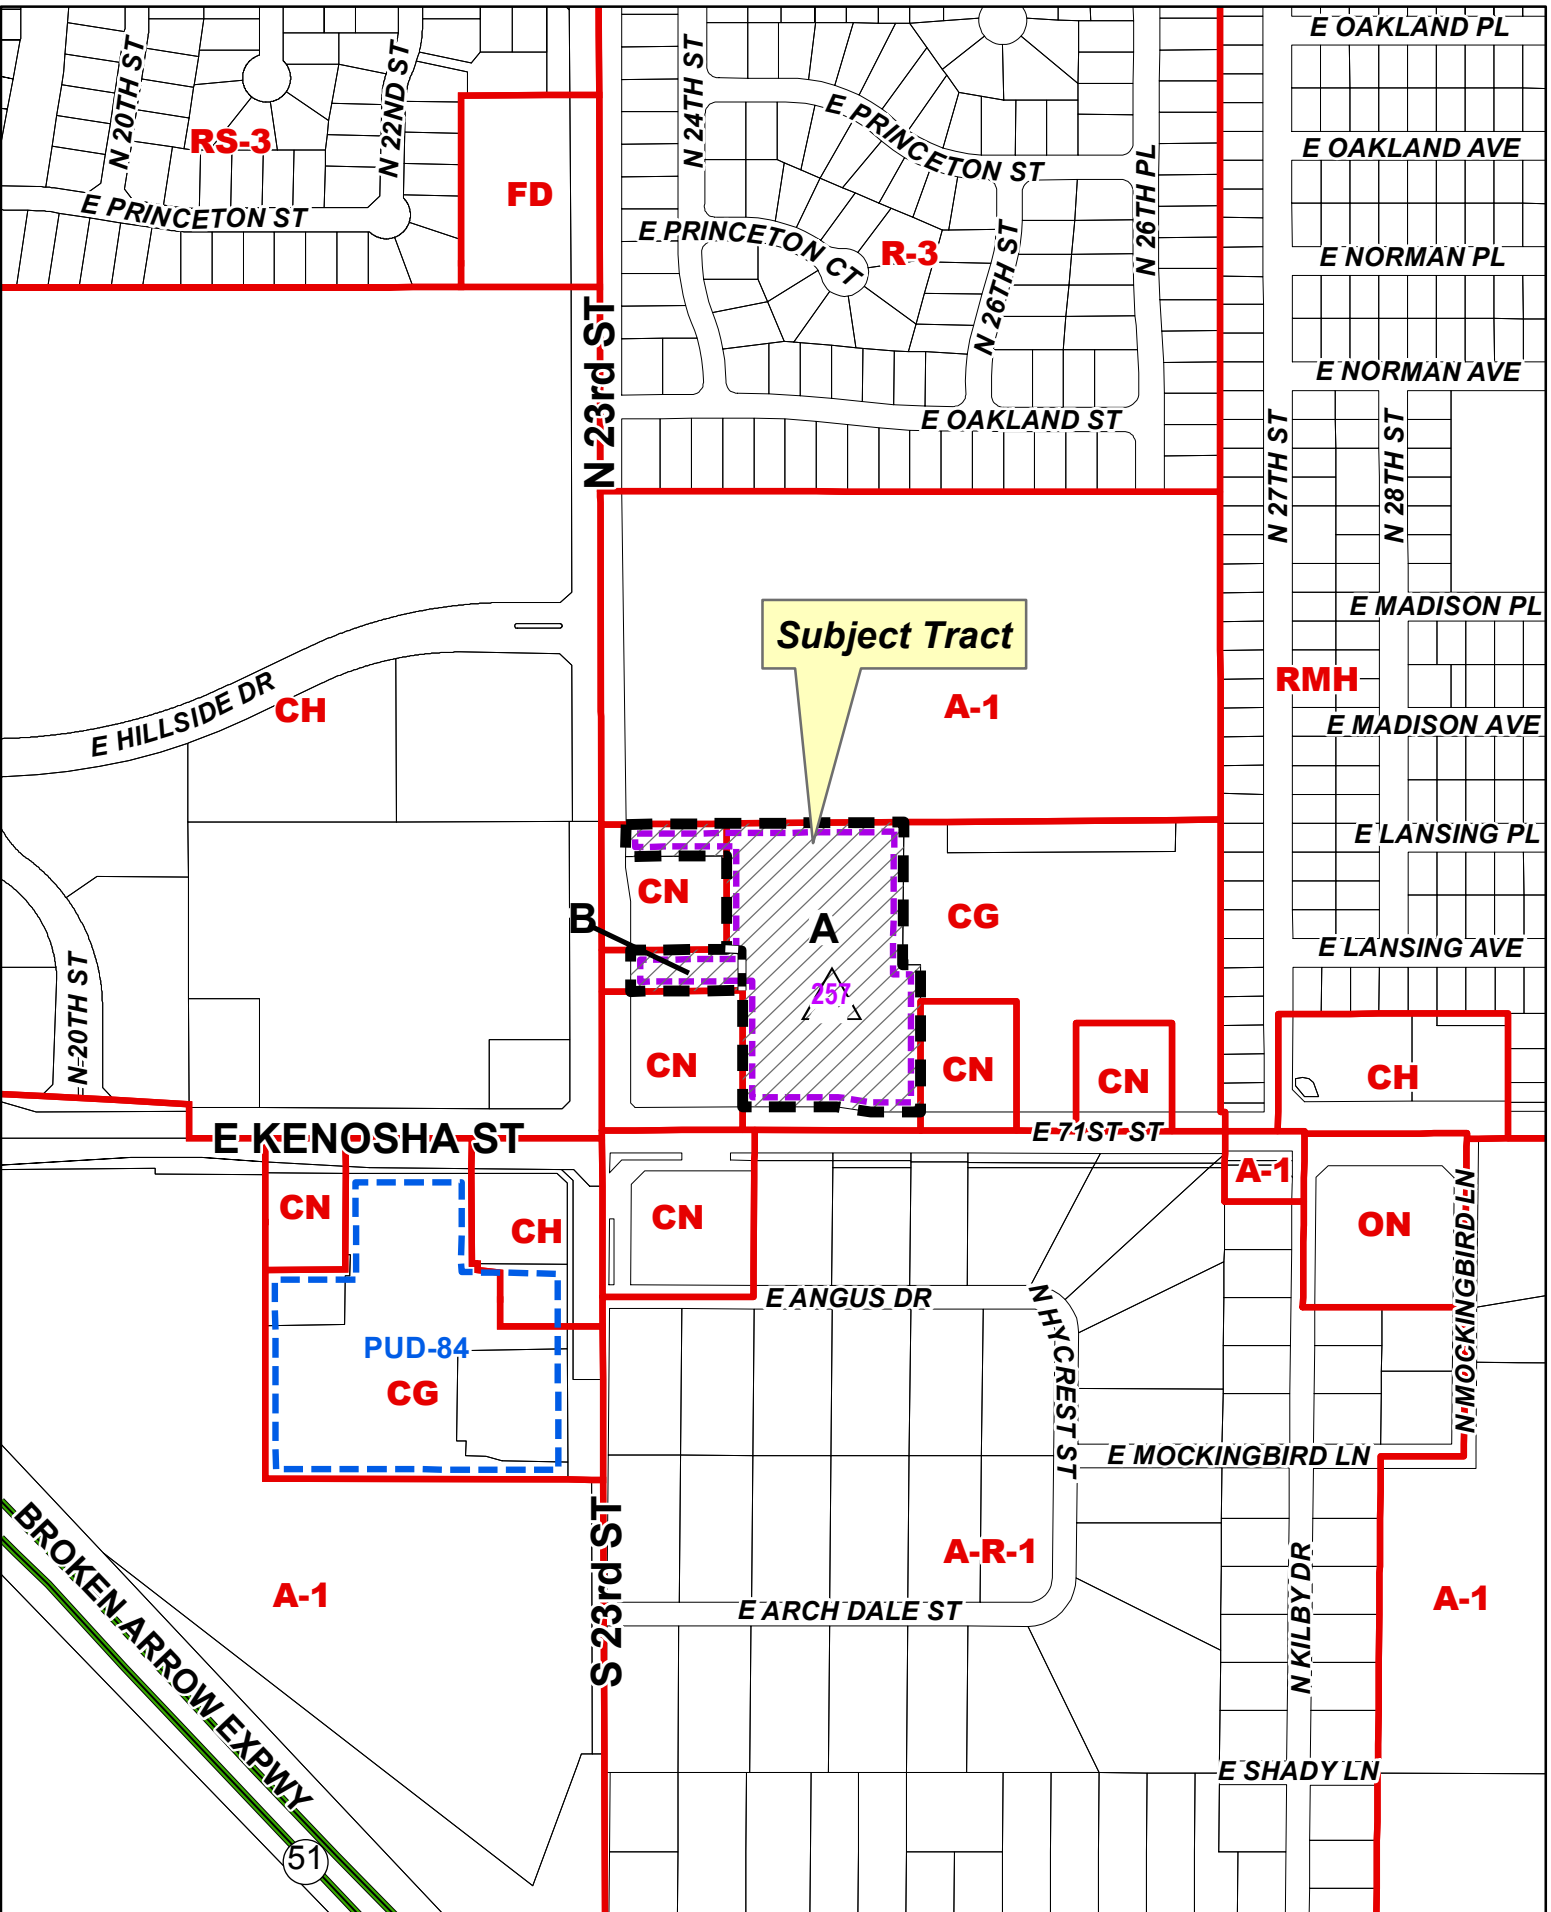 E OAKLAND PL
N 20TH ST
N 22ND ST
N 24TH ST
E PRINCETON ST
RS-3
E OAKLAND AVE
FD
N 26TH PL
E PRINCETON ST
E PRINCETON CT
R-3
N 26TH ST
E NORMAN PL
N 23rd ST
E NORMAN AVE
E OAKLAND ST
N 27TH ST
N 28TH ST
E MADISON PL
Subject Tract
E HILLSIDE DR
CH
A-1
RMH
E MADISON AVE
E LANSING PL
CN
B
A
CG
E LANSING AVE
N 20TH ST
257
CN
CN
CN
CH
E KENOSHA ST
E 71ST ST
A-1
CN
CH
CN
ON
N MOCKINGBIRD LN
E ANGUS DR
N HYCREST ST
PUD-84
CG
E MOCKINGBIRD LN
BROKEN ARROW EXPWY
S 23rd ST
A-R-1
A-1
E ARCH DALE ST
N KILBY DR
A-1
E SHADY LN
51